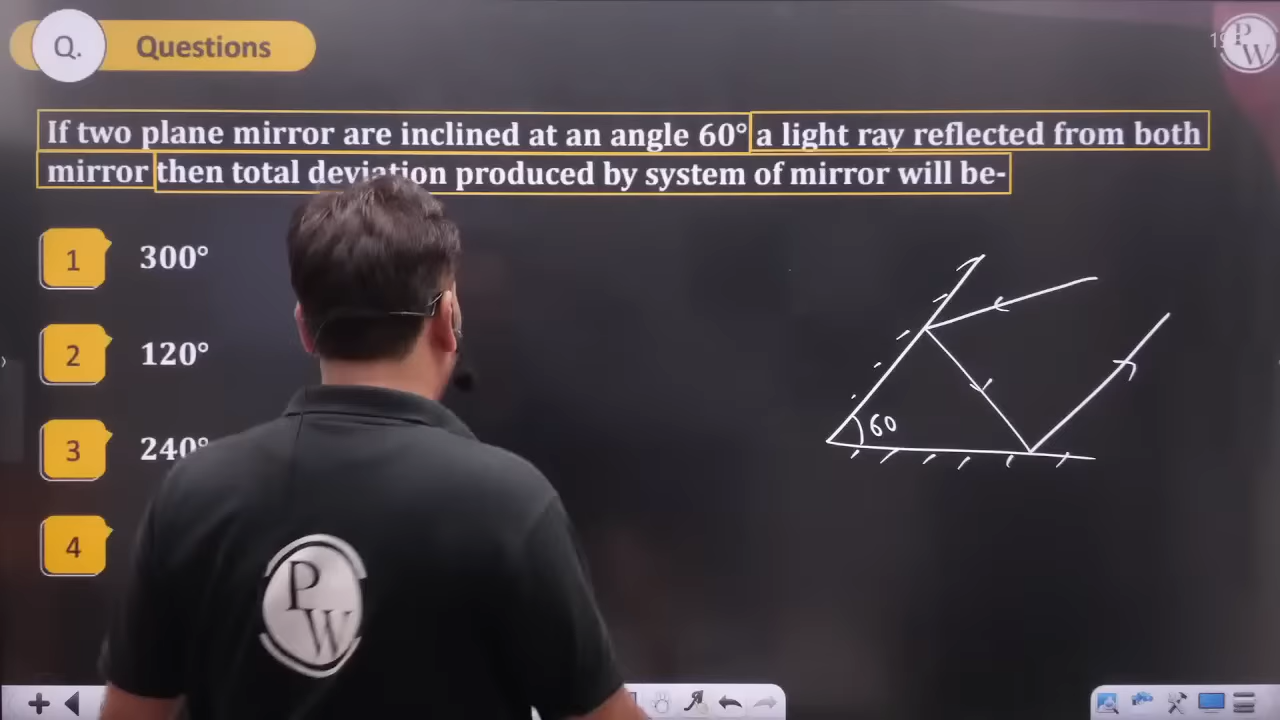 Q. Questions
P W
If two plane mirror are inclined at an angle 60° a light ray reflected from both
mirror then total deviation produced by system of mirror will be-
1 300°
2 120°
3 240°
4
60
P W